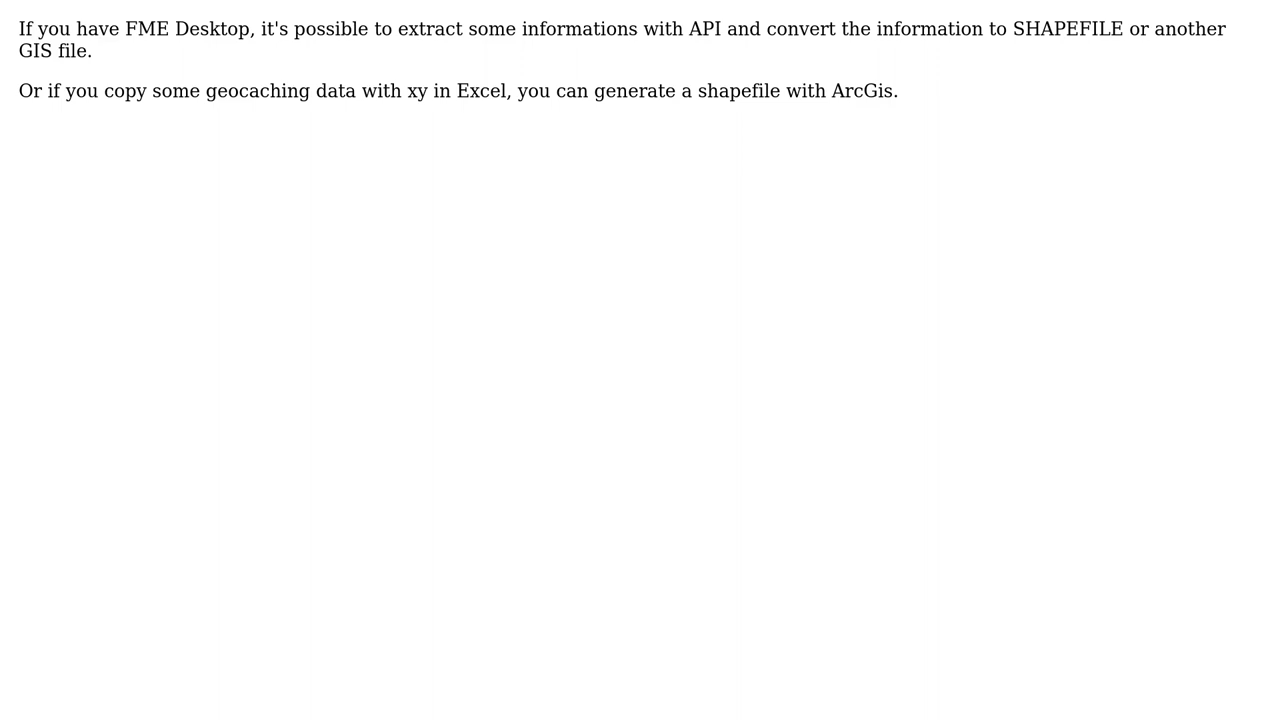 If you have FME Desktop, it's possible to extract some informations with API and convert the information to SHAPEFILE or another
GIS file.
Or if you copy some geocaching data with xy in Excel, you can generate a shapefile with ArcGis.